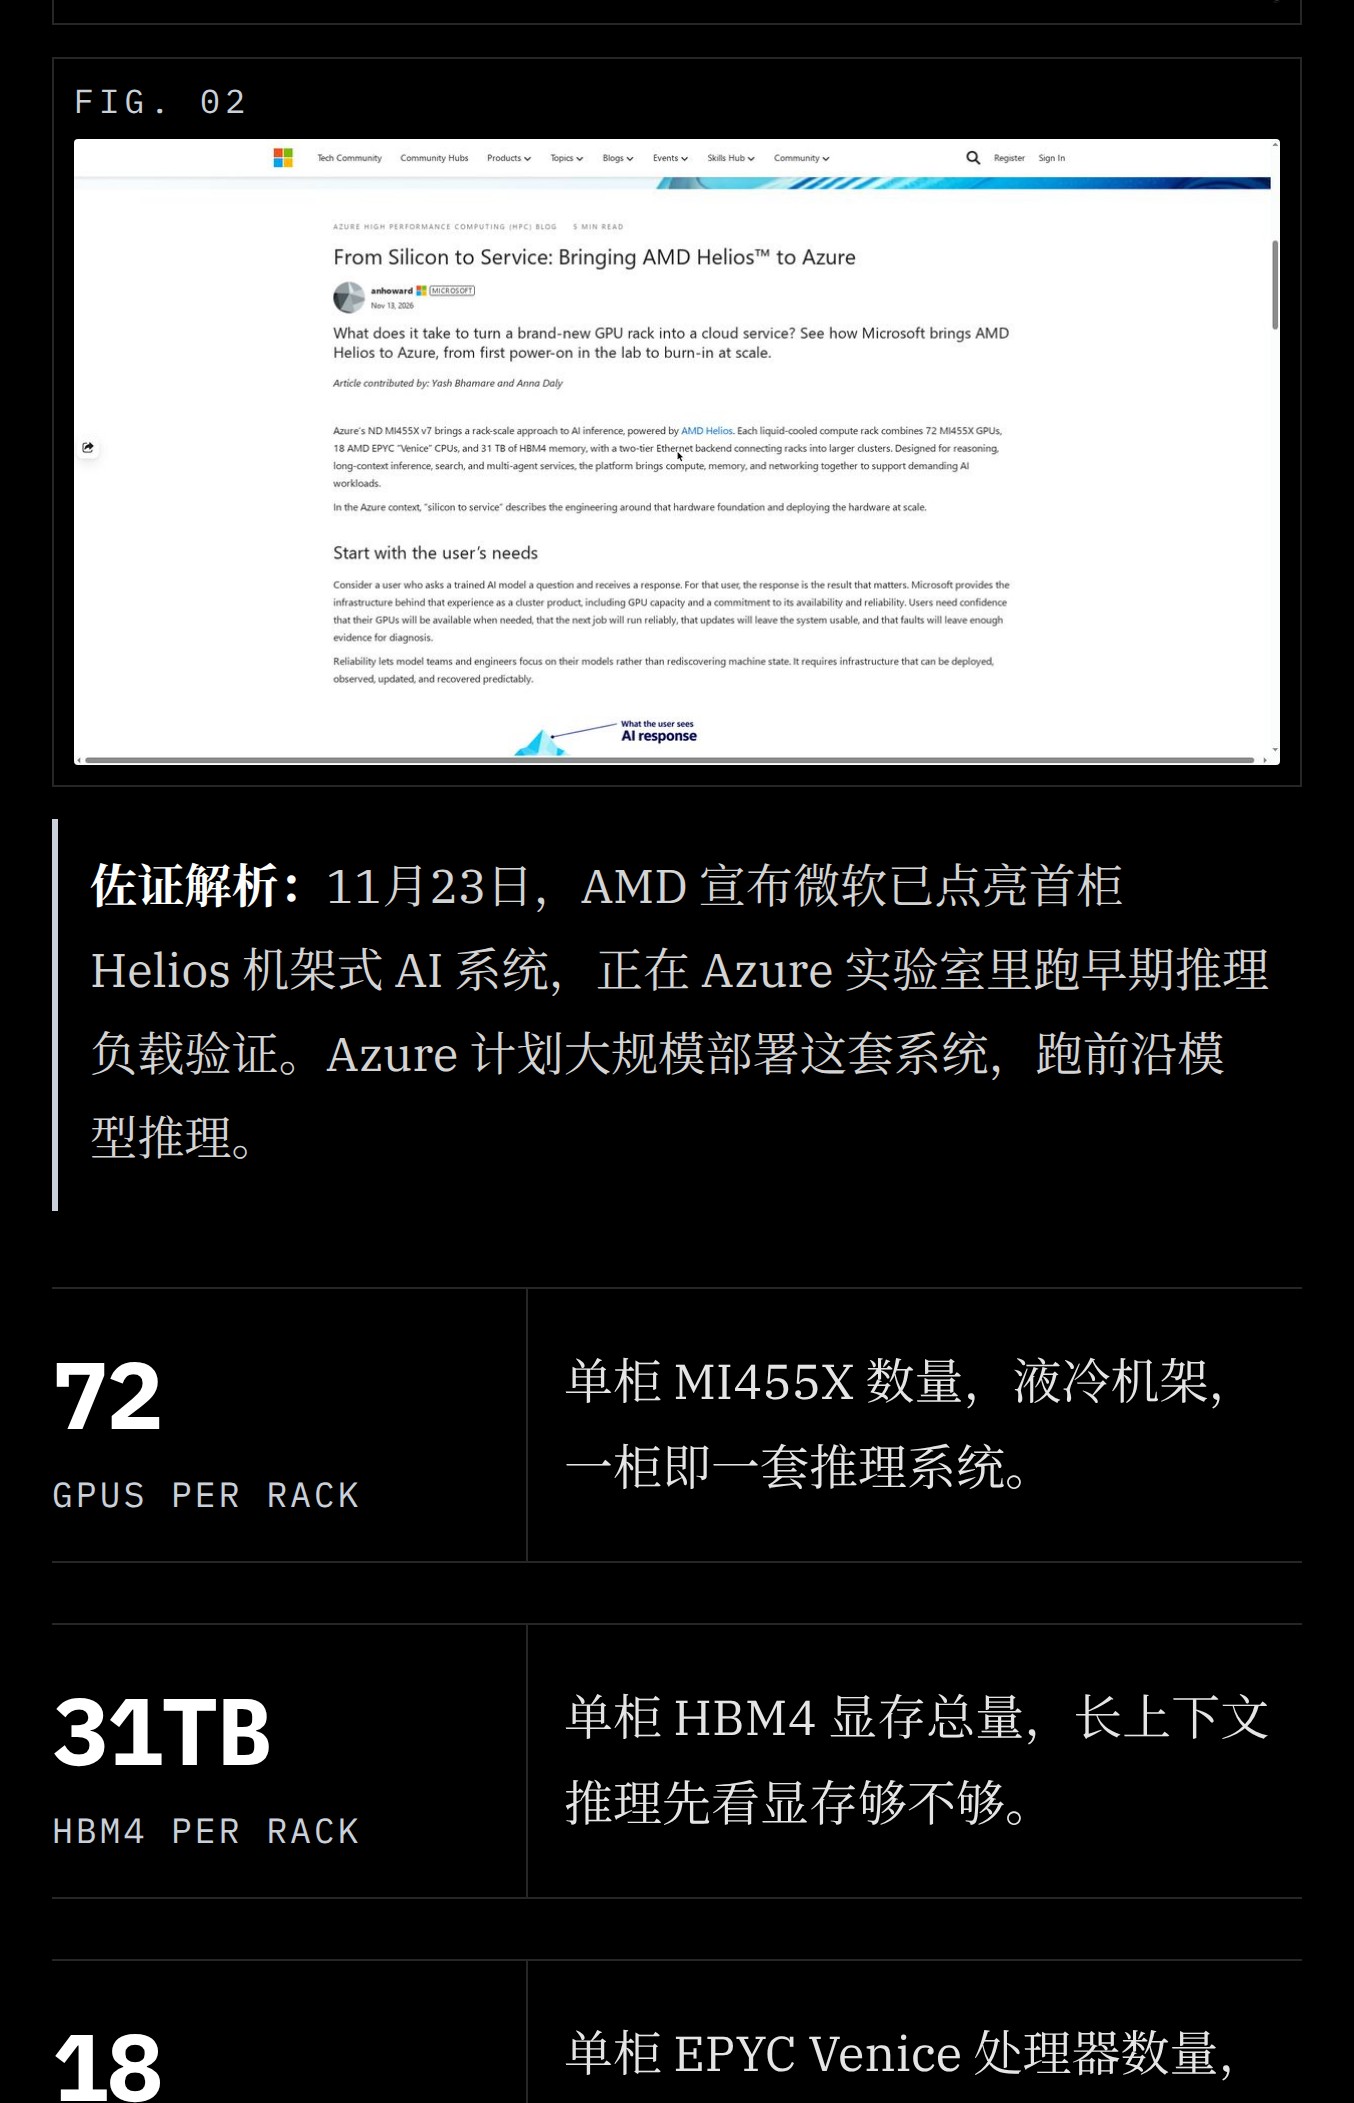 FIG. 02
Tech Community Community Hubs Products Topics Blogs Events Skills Hub Community Register Sign In
AZURE HIGH PERFORMANCE COMPUTING (HPC) BLOG 5 MIN READ
From Silicon to Service: Bringing AMD Helios™ to Azure
anhoward MICROSOFT
Nov 13, 2026
What does it take to turn a brand-new GPU rack into a cloud service? See how Microsoft brings AMD
Helios to Azure, from first power-on in the lab to burn-in at scale.
Article contributed by: Yash Bhamare and Anna Daly
Azure's ND MI455X v7 brings a rack-scale approach to AI inference, powered by AMD Helios. Each liquid-cooled compute rack combines 72 MI455X GPUs,
18 AMD EPYC "Venice" CPUs, and 31 TB of HBM4 memory, with a two-tier Ethernet backend connecting racks into larger clusters. Designed for reasoning,
long-context inference, search, and multi-agent services, the platform brings compute, memory, and networking together to support demanding AI
workloads.
In the Azure context, "silicon to service" describes the engineering around that hardware foundation and deploying the hardware at scale.
Start with the user's needs
Consider a user who asks a trained AI model a question and receives a response. For that user, the response is the result that matters. Microsoft provides the
infrastructure behind that experience as a cluster product, including GPU capacity and a commitment to its availability and reliability. Users need confidence
that their GPUs will be available when needed, that the next job will run reliably, that updates will leave the system usable, and that faults will leave enough
evidence for diagnosis.
Reliability lets model teams and engineers focus on their models rather than rediscovering machine state. It requires infrastructure that can be deployed,
observed, updated, and recovered predictably.
What the user sees
AI response
佐证解析：11月23日，AMD 宣布微软已点亮首柜
Helios 机架式 AI 系统，正在 Azure 实验室里跑早期推理
负载验证。Azure 计划大规模部署这套系统，跑前沿模
型推理。
72
GPUS PER RACK
单柜 MI455X 数量，液冷机架，
一柜即一套推理系统。
31TB
HBM4 PER RACK
单柜 HBM4 显存总量，长上下文
推理先看显存够不够。
18
单柜 EPYC Venice 处理器数量，